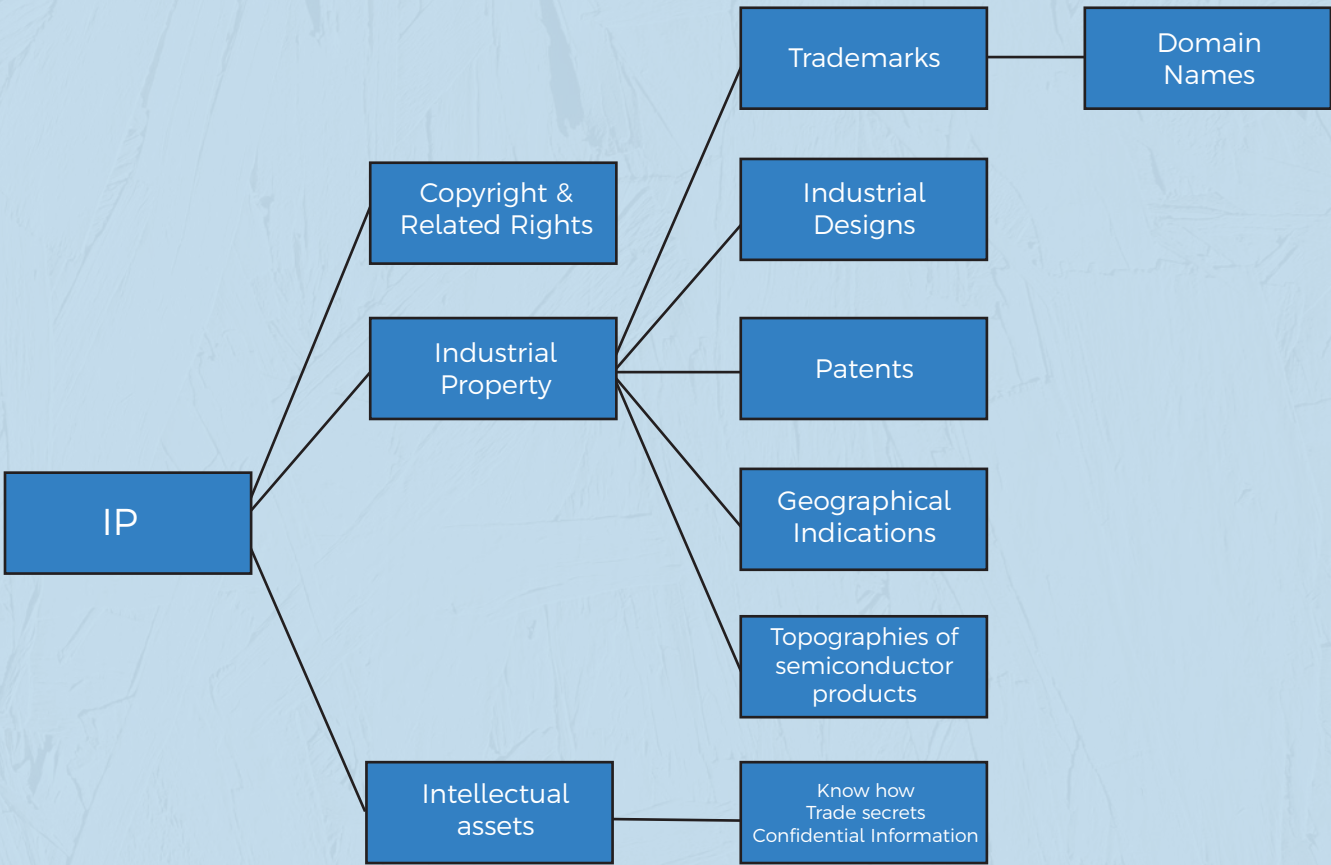 Trademarks
Domain
Names
Copyright &
Related Rights
Industrial
Designs
Industrial
Property
Patents
IP
Geographical
Indications
Topographies of
semiconductor
products
Intellectual
assets
Know how
Trade secrets
Confidential Information